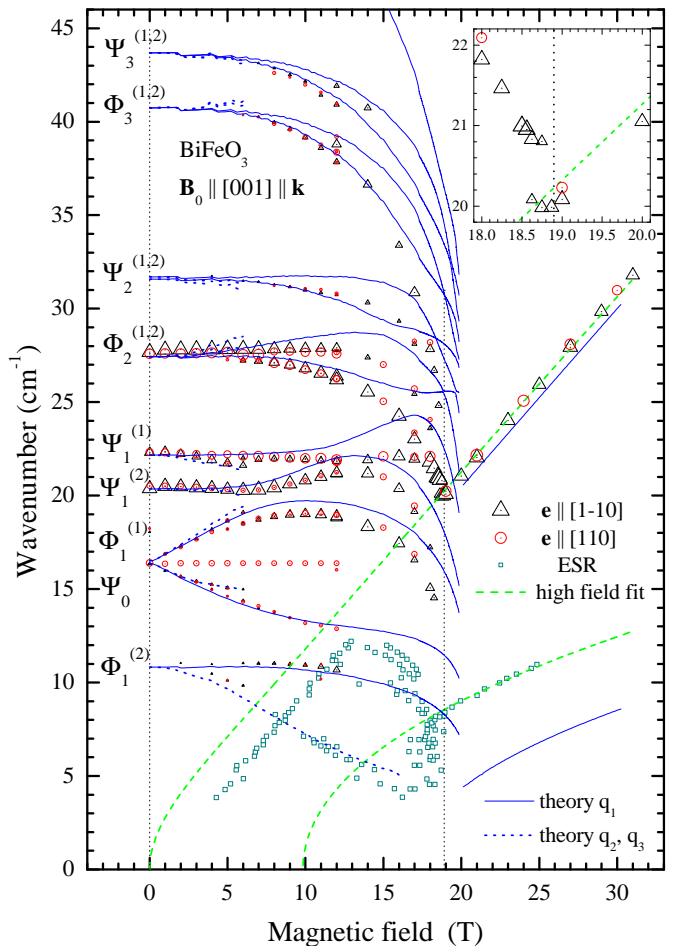 45
40
35
30
25
20
15
10
5
0
Wavenumber (cm⁻¹)
Ψ₃⁽¹,²⁾
Φ₃⁽¹,²⁾
BiFeO₃
B₀ || [001] || k
Ψ₂⁽¹,²⁾
Φ₂⁽¹,²⁾
Ψ₁⁽¹⁾
Ψ₁⁽²⁾
Φ₁⁽¹⁾
Ψ₀
Φ₁⁽²⁾
22
21
20
18.0 18.5 19.0 19.5 20.0
e || [1-10]
e || [110]
ESR
high field fit
theory q₁
theory q₂, q₃
0 5 10 15 20 25 30
Magnetic field (T)